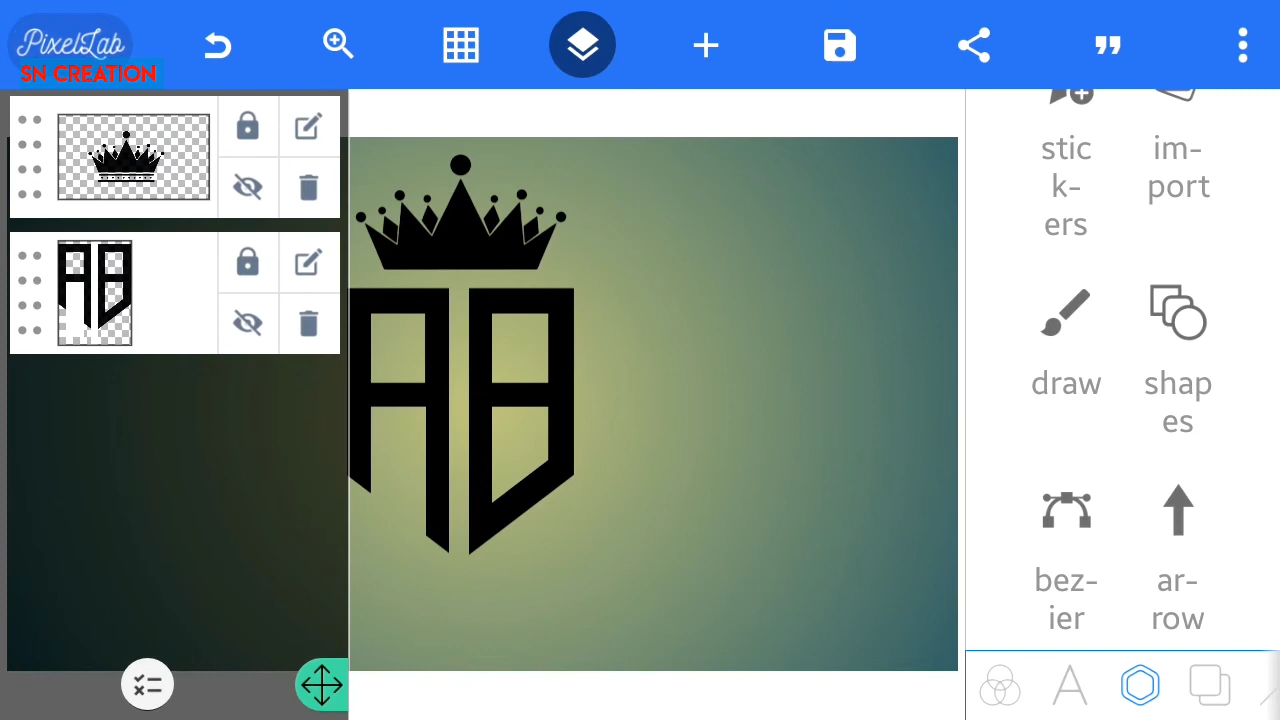 PixelLab
SN CREATION
stic
k-
ers
im-
port
draw
shap
es
bez-
ier
ar-
row
AB
A